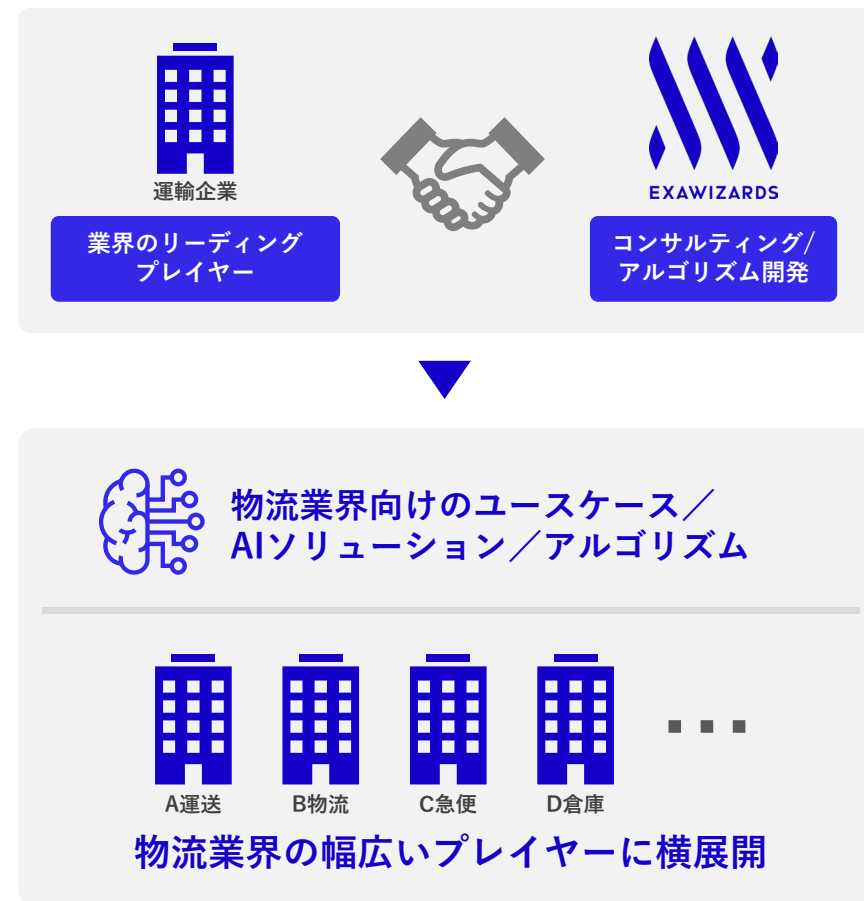 運輸企業
EXAWIZARDS
業界のリーディング
プレイヤー
コンサルティング/
アルゴリズム開発
物流業界向けのユースケース／
AIソリューション／アルゴリズム
A運送
B物流
C急便
D倉庫
物流業界の幅広いプレイヤーに横展開